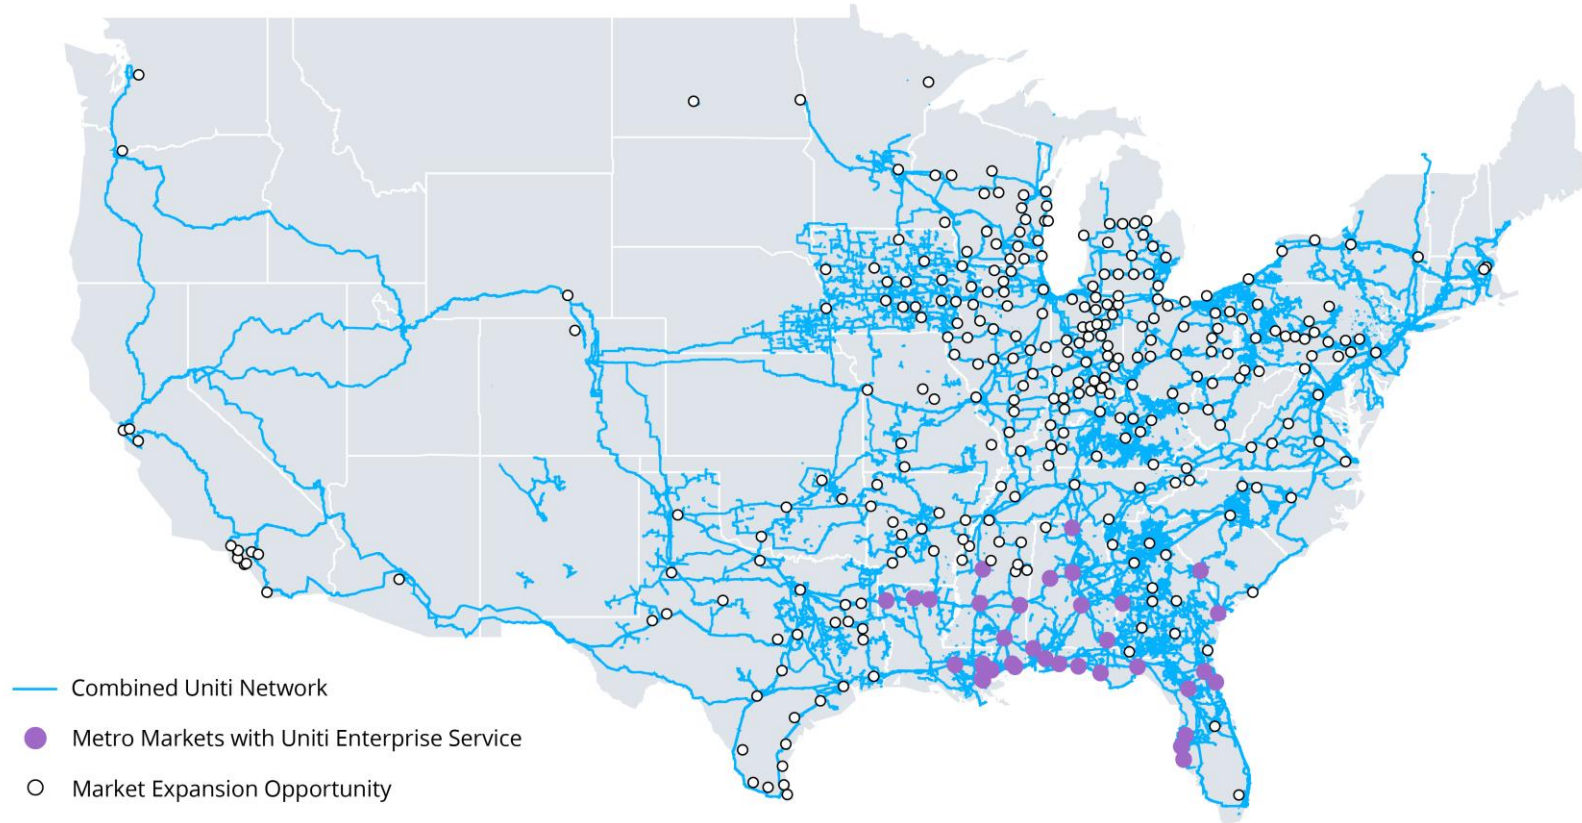 Combined Uniti Network
Metro Markets with Uniti Enterprise Service
Market Expansion Opportunity